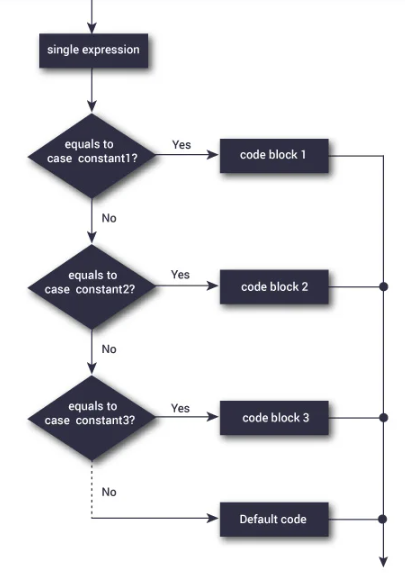 single expression
equals to
case constant1?
Yes
code block 1
No
equals to
case constant2?
Yes
code block 2
No
equals to
case constant3?
Yes
code block 3
No
Default code